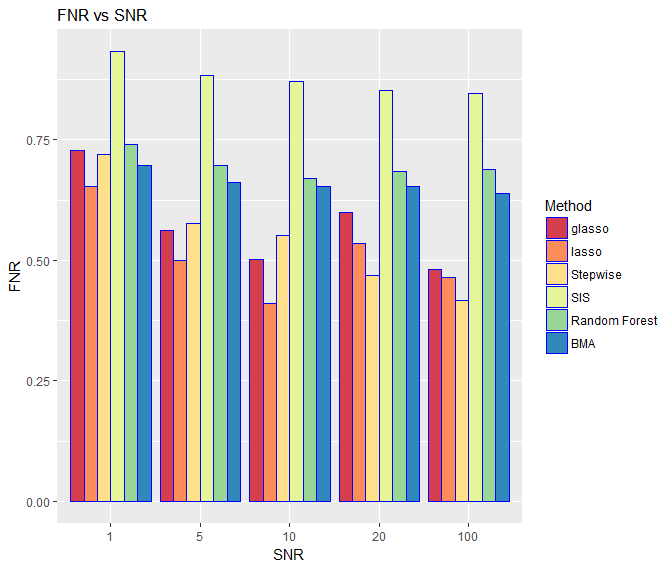 FNR vs SNR
FNR
0.75
0.50
0.25
0.00
1
5
10
20
100
SNR
Method
glasso
lasso
Stepwise
SIS
Random Forest
BMA